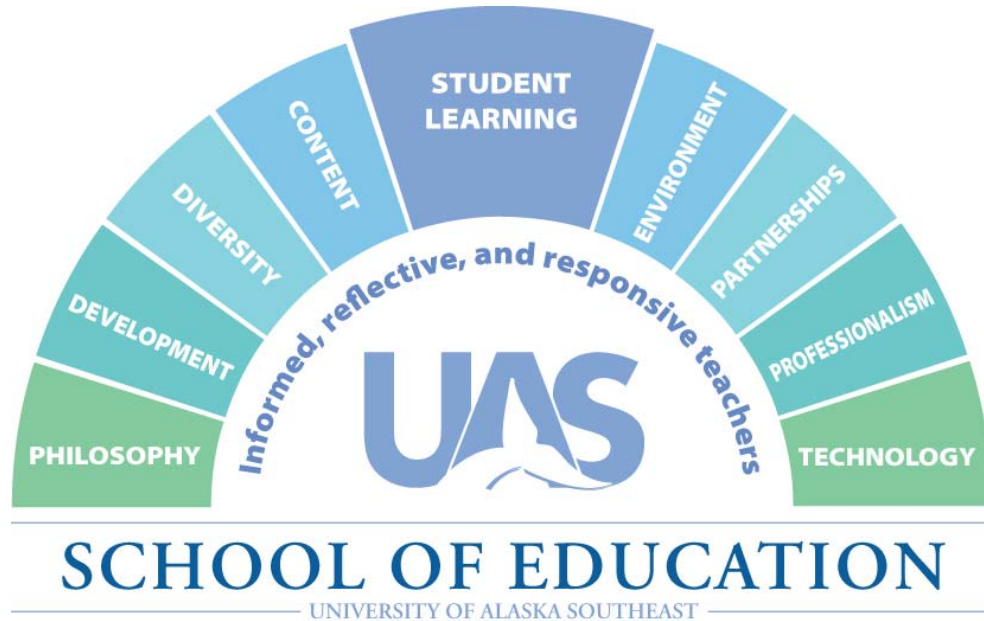 PHILOSOPHY
DEVELOPMENT
DIVERSITY
CONTENT
STUDENT
LEARNING
ENVIRONMENT
PARTNERSHIPS
PROFESSIONALISM
TECHNOLOGY
Informed, reflective, and responsive teachers
UAS
SCHOOL OF EDUCATION
UNIVERSITY OF ALASKA SOUTHEAST